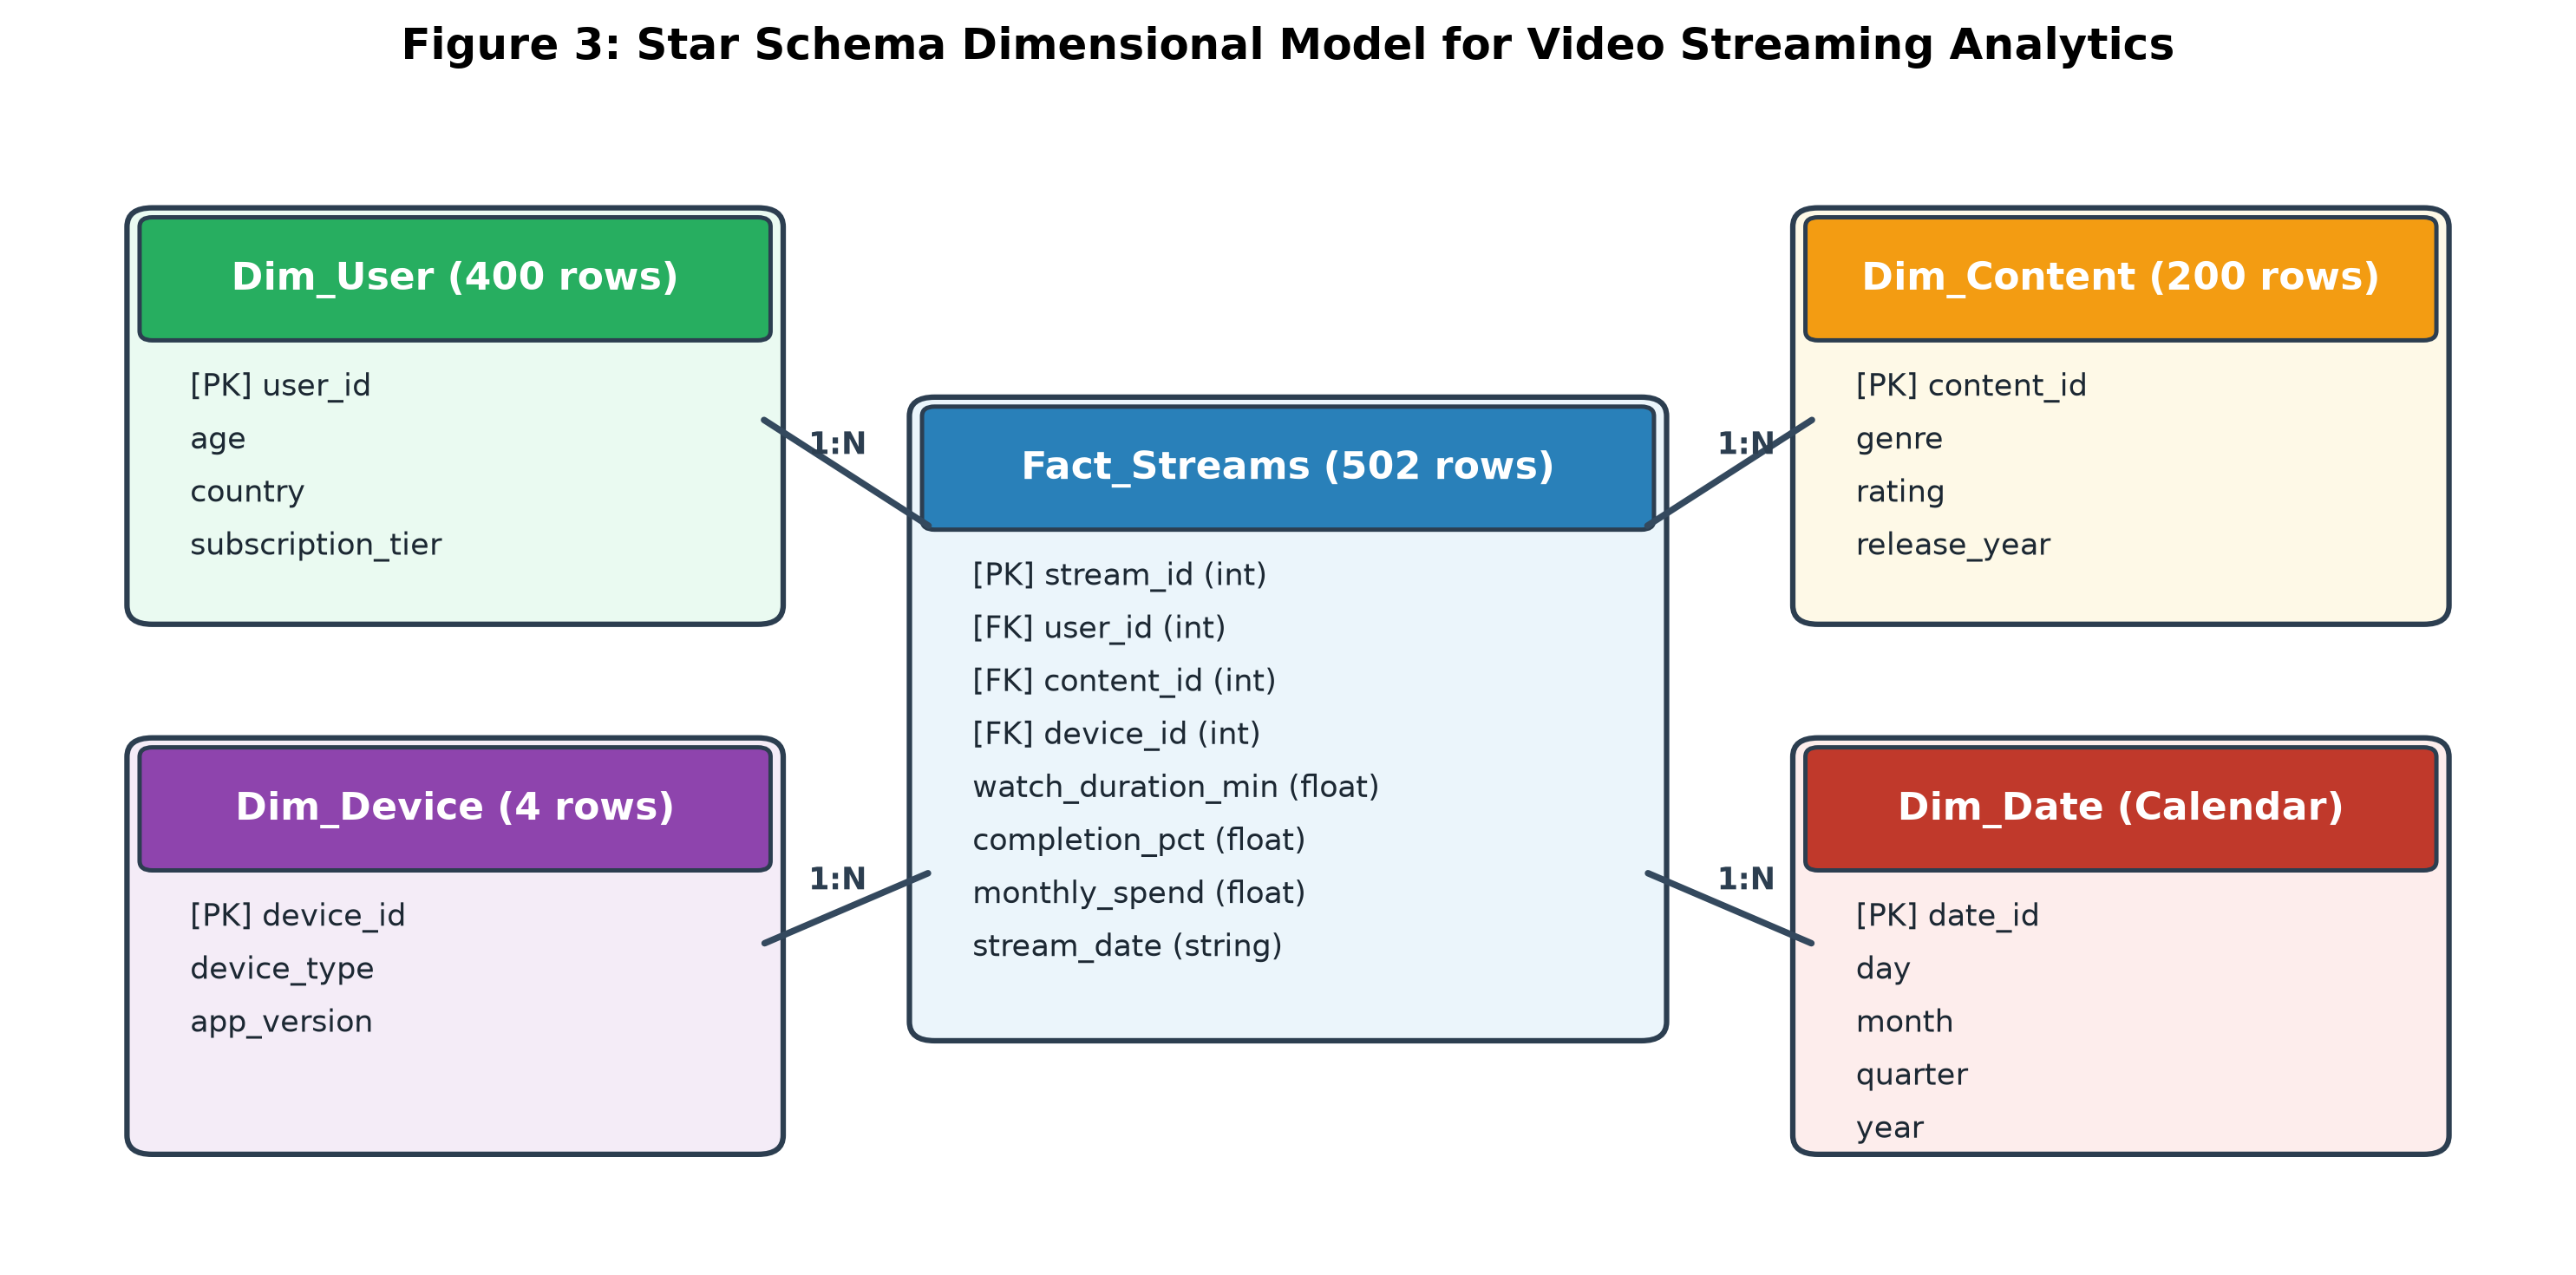 Figure 3: Star Schema Dimensional Model for Video Streaming Analytics
Dim_User (400 rows)
[PK] user_id
age
country
subscription_tier
1:N
Fact_Streams (502 rows)
[PK] stream_id (int)
[FK] user_id (int)
[FK] content_id (int)
[FK] device_id (int)
watch_duration_min (float)
completion_pct (float)
monthly_spend (float)
stream_date (string)
1:N
Dim_Content (200 rows)
[PK] content_id
genre
rating
release_year
Dim_Device (4 rows)
[PK] device_id
device_type
app_version
1:N
1:N
Dim_Date (Calendar)
[PK] date_id
day
month
quarter
year